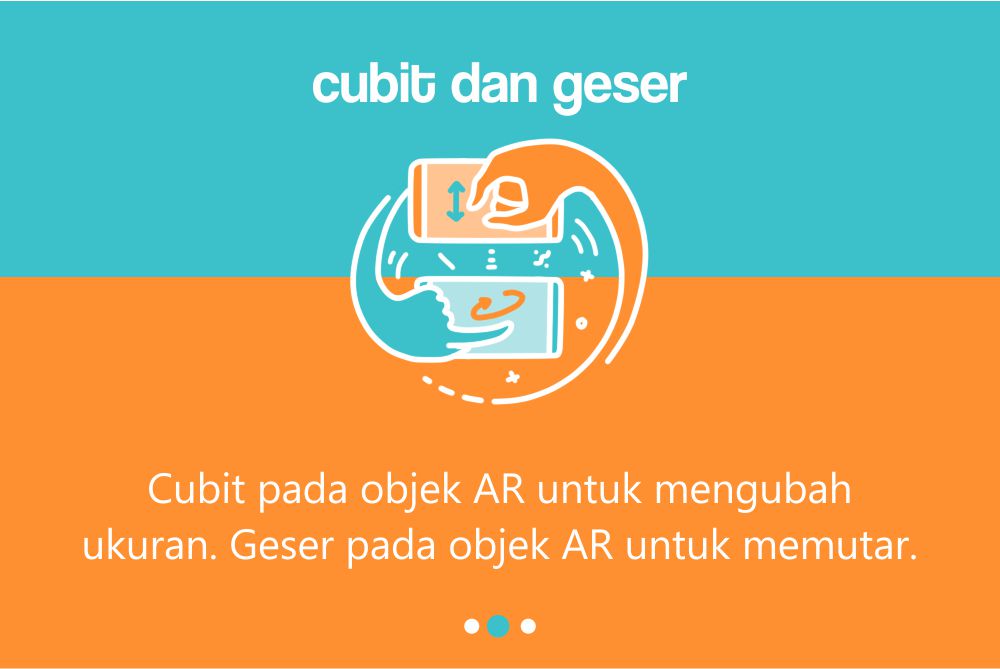 cubit dan geser
Cubit pada objek AR untuk mengubah
ukuran. Geser pada objek AR untuk memutar.